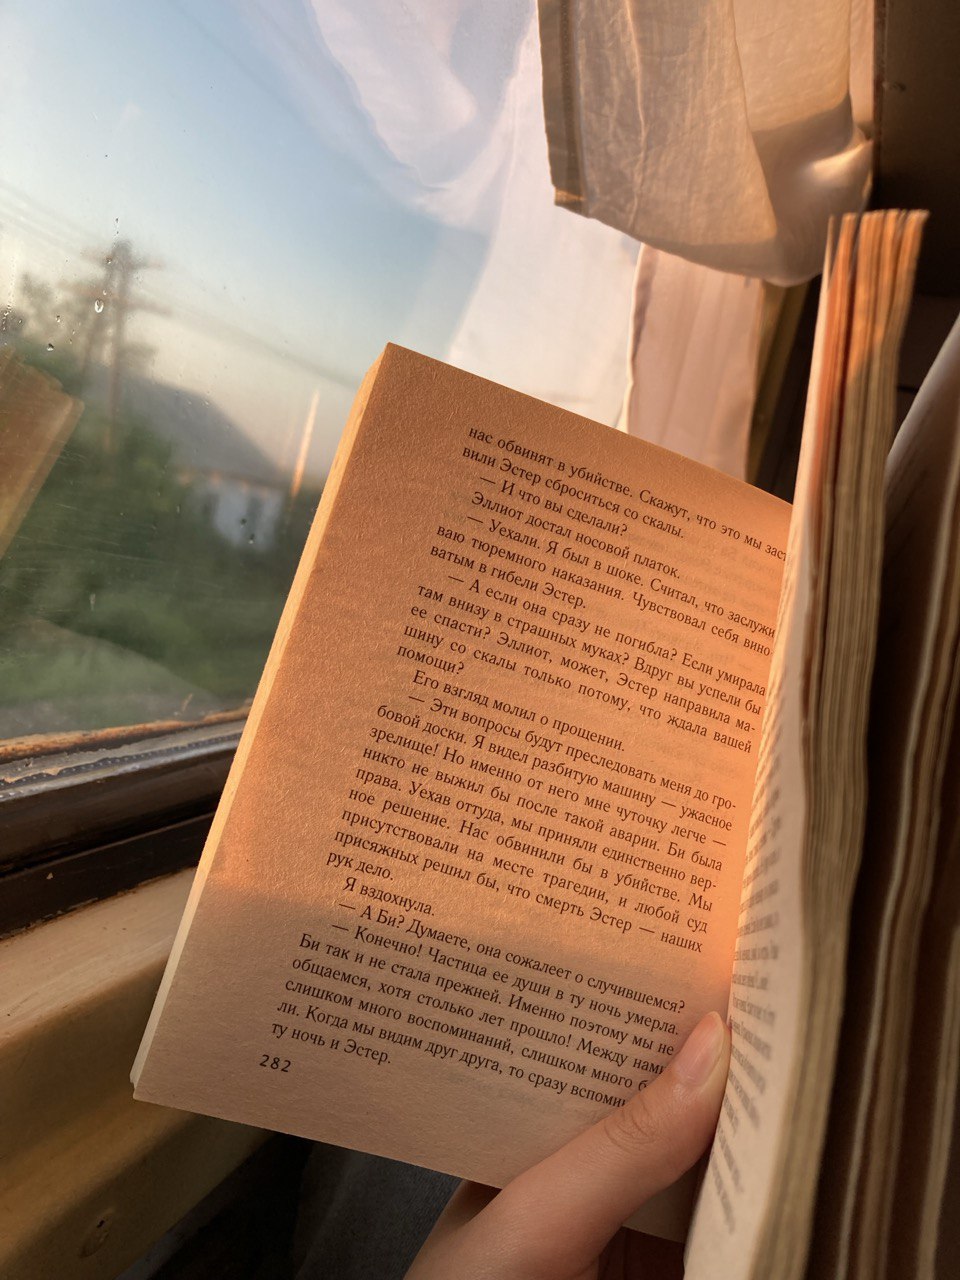 нас обвинят в убийстве. Скажут, что это мы заст
вили Эстер сброситься со скалы.
— И что вы сделали?
Эллиот достал носовой платок.
— Уехали. Я был в шоке. Считал, что заслужи
ваю тюремного наказания. Чувствовал себя вино-
ватым в гибели Эстер.
— А если она сразу не погибла? Если умирала
там внизу в страшных муках? Вдруг вы успели бы
ее спасти? Эллиот, может, Эстер направила ма-
шину со скалы только потому, что ждала вашей
помощи?
Его взгляд молил о прощении.
— Эти вопросы будут преследовать меня до гро-
бовой доски. Я видел разбитую машину — ужасное
зрелище! Но именно от него мне чуточку легче —
никто не выжил бы после такой аварии. Би была
права. Уехав оттуда, мы приняли единственно вер-
ное решение. Нас обвинили бы в убийстве. Мы
присутствовали на месте трагедии, и любой суд
присяжных решил бы, что смерть Эстер — наших
рук дело.
Я вздохнула.
— А Би? Думаете, она сожалеет о случившемся?
— Конечно! Частица ее души в ту ночь умерла.
Би так и не стала прежней. Именно поэтому мы не
общаемся, хотя столько лет прошло! Между нами
слишком много воспоминаний, слишком много
ли. Когда мы видим друг друга, то сразу вспомин
ту ночь и Эстер.
282